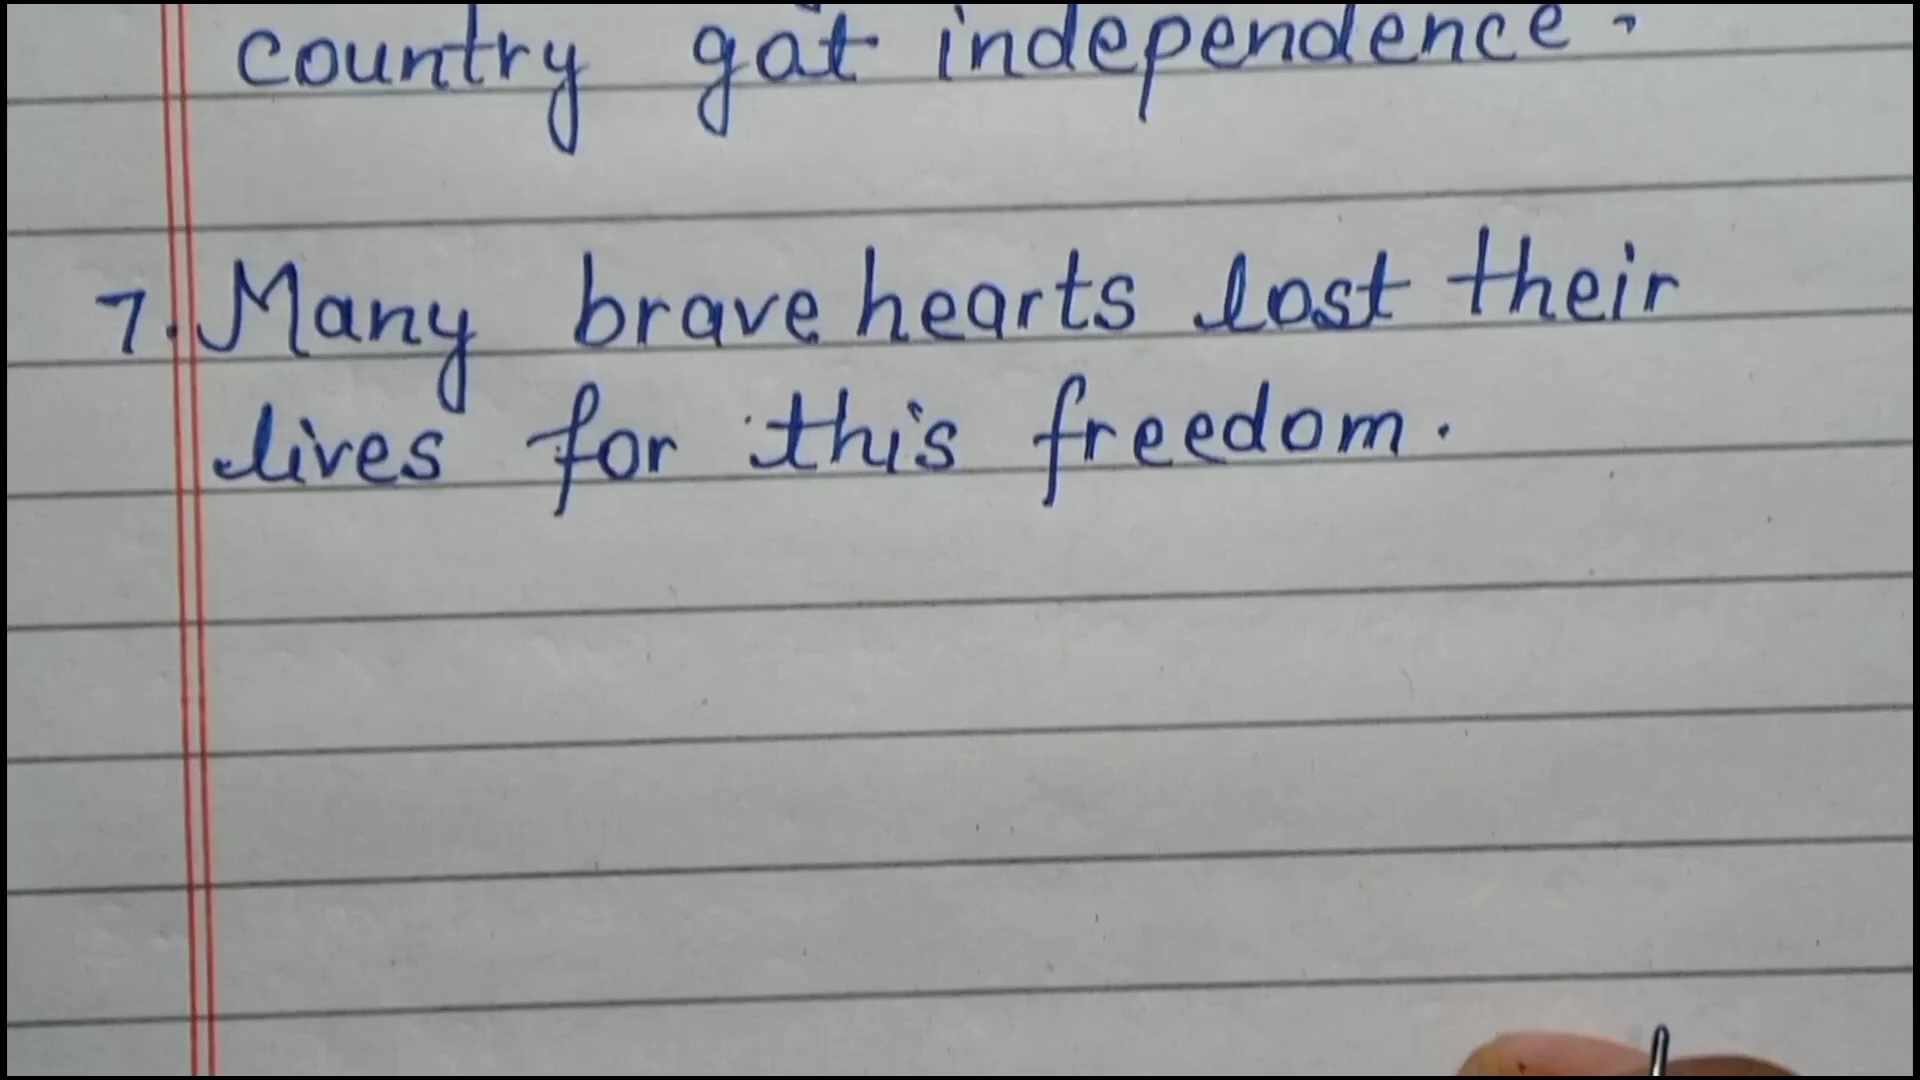 country got independence.
7. Many brave hearts lost their
lives for this freedom.